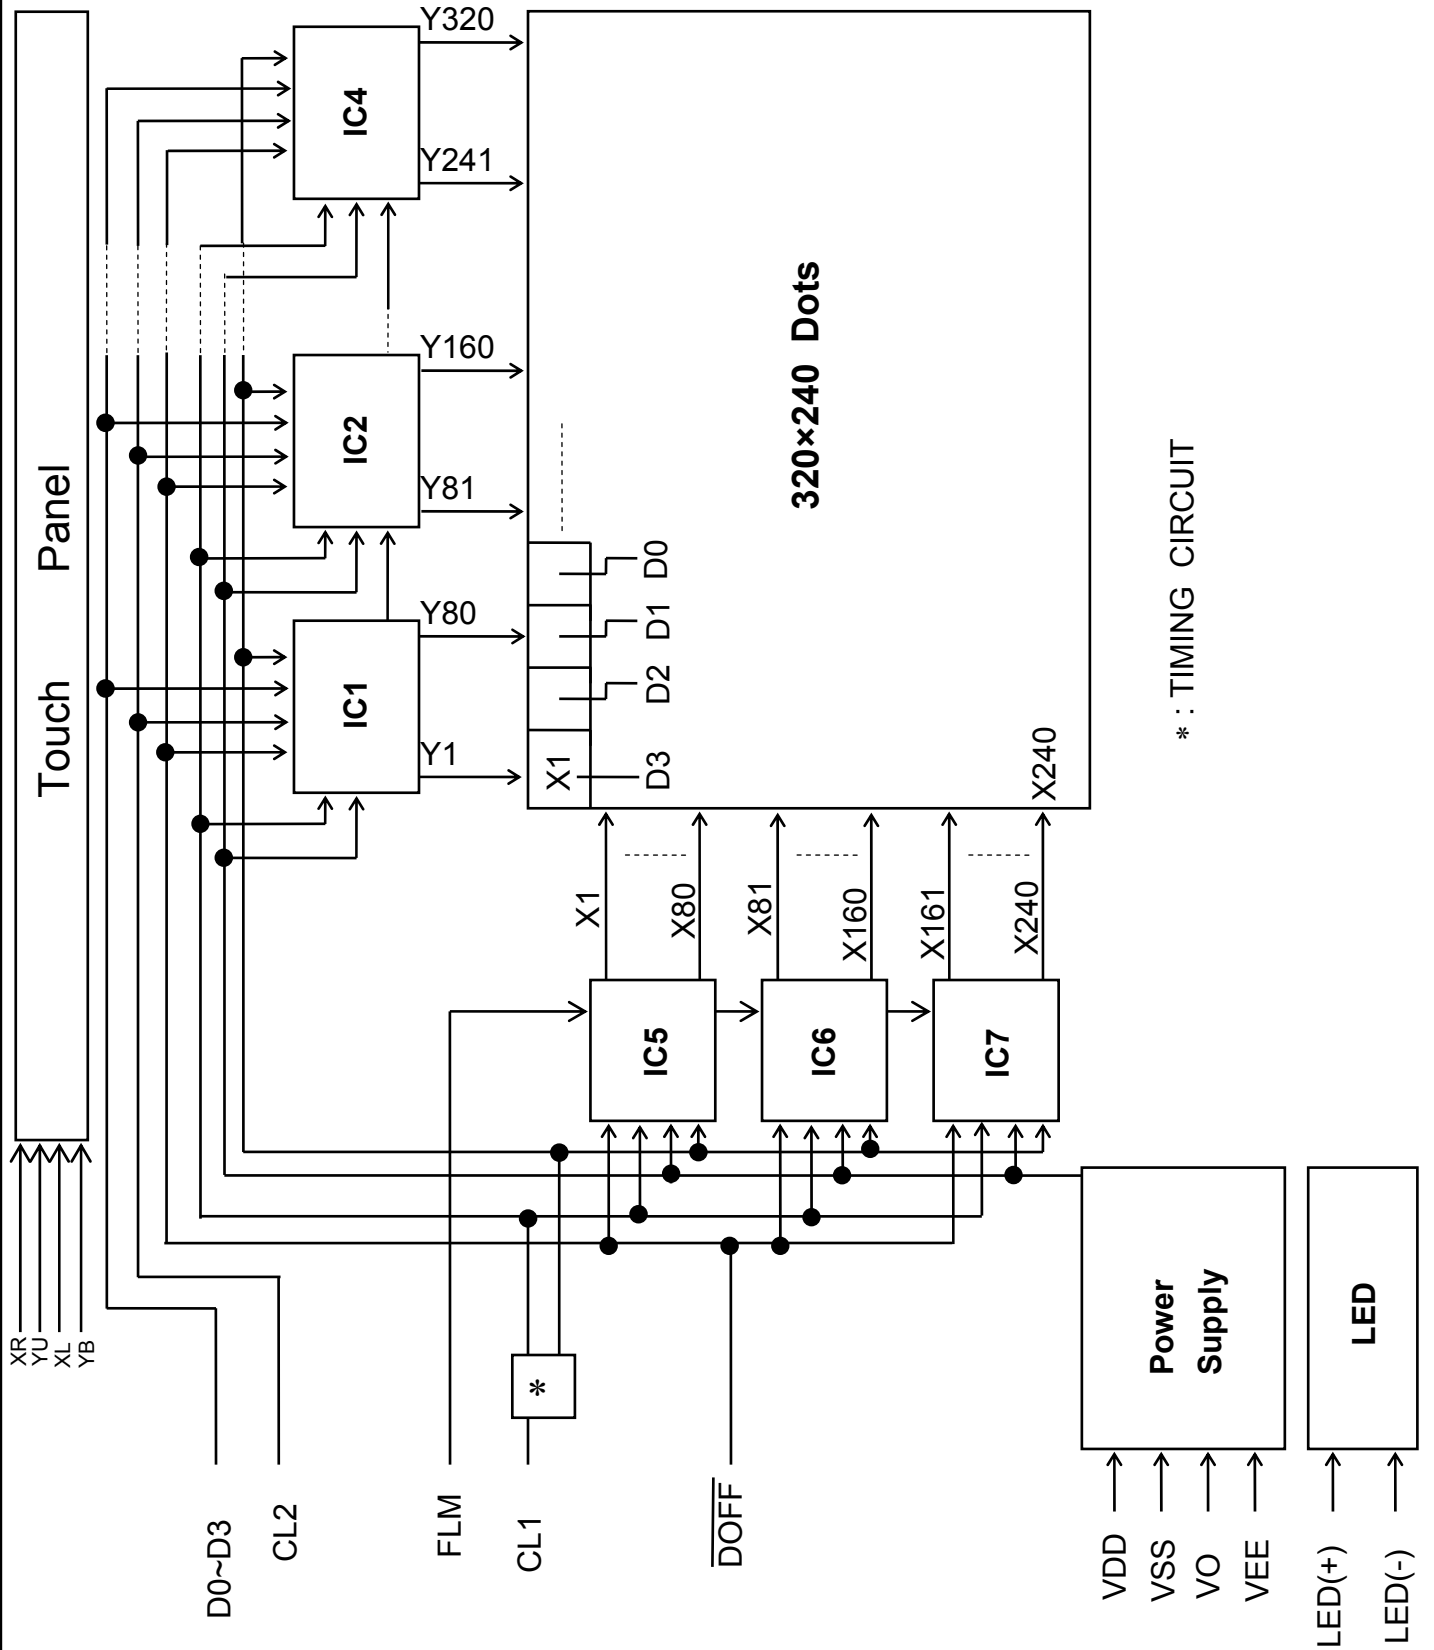 Touch Panel
XR
YU
XL
YB
D0~D3
CL2
FLM
CL1
*
DOFF
VDD
VSS
VO
VEE
LED(+)
LED(-)
Power
Supply
LED
IC1
IC2
IC4
Y1
Y80
Y81
Y160
Y241
Y320
IC5
IC6
IC7
X1
X80
X81
X160
X161
X240
X1
D3
D2
D1
D0
X240
320×240 Dots
* : TIMING CIRCUIT